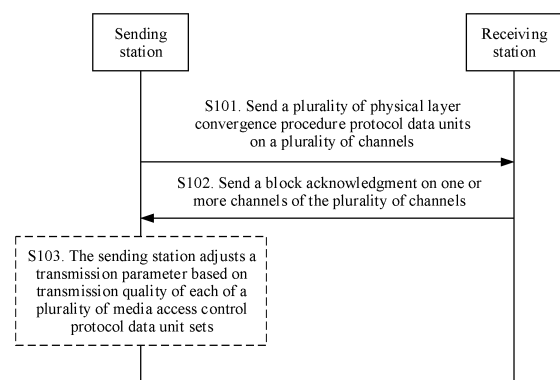 Sending
station
Receiving
station
S101. Send a plurality of physical layer
convergence procedure protocol data units
on a plurality of channels
S102. Send a block acknowledgment on one or
more channels of the plurality of channels
S103. The sending station adjusts a
transmission parameter based on
transmission quality of each of a
plurality of media access control
protocol data unit sets